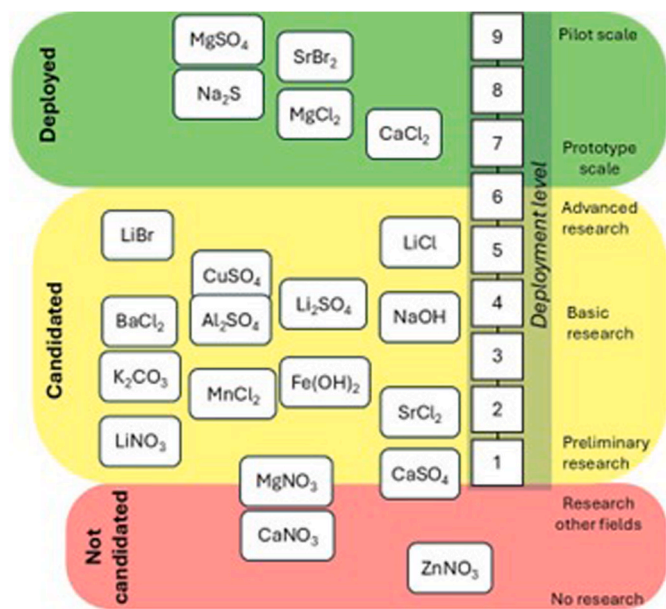 Deployed
MgSO₄
SrBr₂
Na₂S
MgCl₂
CaCl₂
9
8
7
Pilot scale
Prototype
scale
Candidated
LiBr
LiCl
CuSO₄
Li₂SO₄
BaCl₂
Al₂SO₄
NaOH
K₂CO₃
MnCl₂
Fe(OH)₂
SrCl₂
LiNO₃
CaSO₄
6
5
4
3
2
1
Deployment level
Advanced
research
Basic
research
Preliminary
research
Not
candidated
MgNO₃
CaNO₃
ZnNO₃
Research
other fields
No research